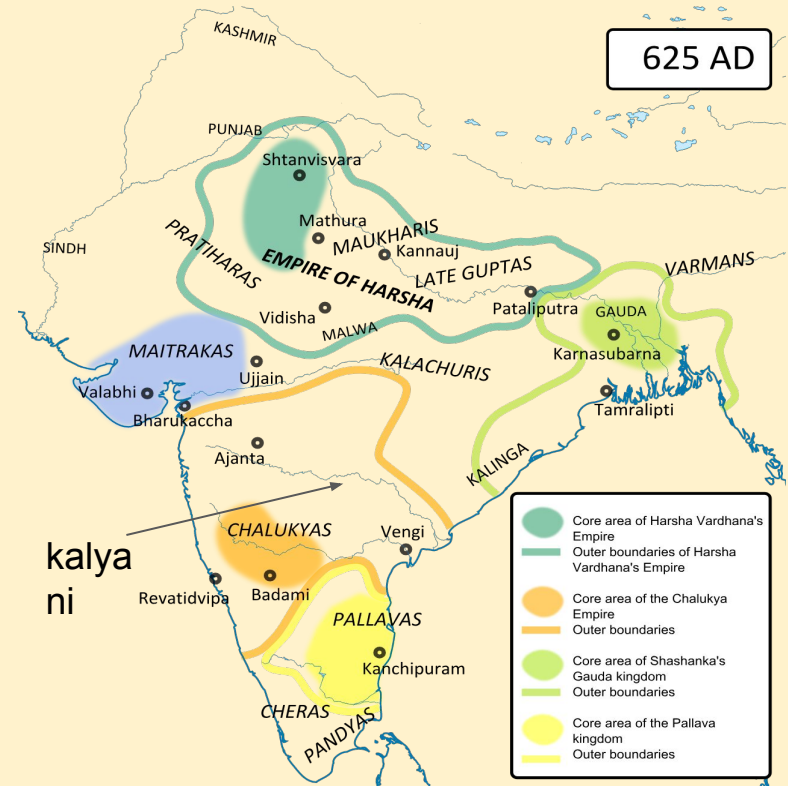 KASHMIR
625 AD
PUNJAB
Shtanvisvara
Mathura
MAUKHARIS
Kannauj
SINDH
PRATIHARAS
EMPIRE OF HARSHA
LATE GUPTAS
VARMANS
Pataliputra
GAUDA
Vidisha
MALWA
Karnasubarna
MAITRAKAS
KALACHURIS
Ujjain
Valabhi
Bharukaccha
Tamralipti
Ajanta
KALINGA
CHALUKYAS
Vengi
kalya
ni
Badami
Revatidvipa
PALLAVAS
Kanchipuram
CHERAS
PANDYAS
Core area of Harsha Vardhana's
Empire
Outer boundaries of Harsha
Vardhana's Empire
Core area of the Chalukya
Empire
Outer boundaries
Core area of Shashanka's
Gauda kingdom
Outer boundaries
Core area of the Pallava
kingdom
Outer boundaries